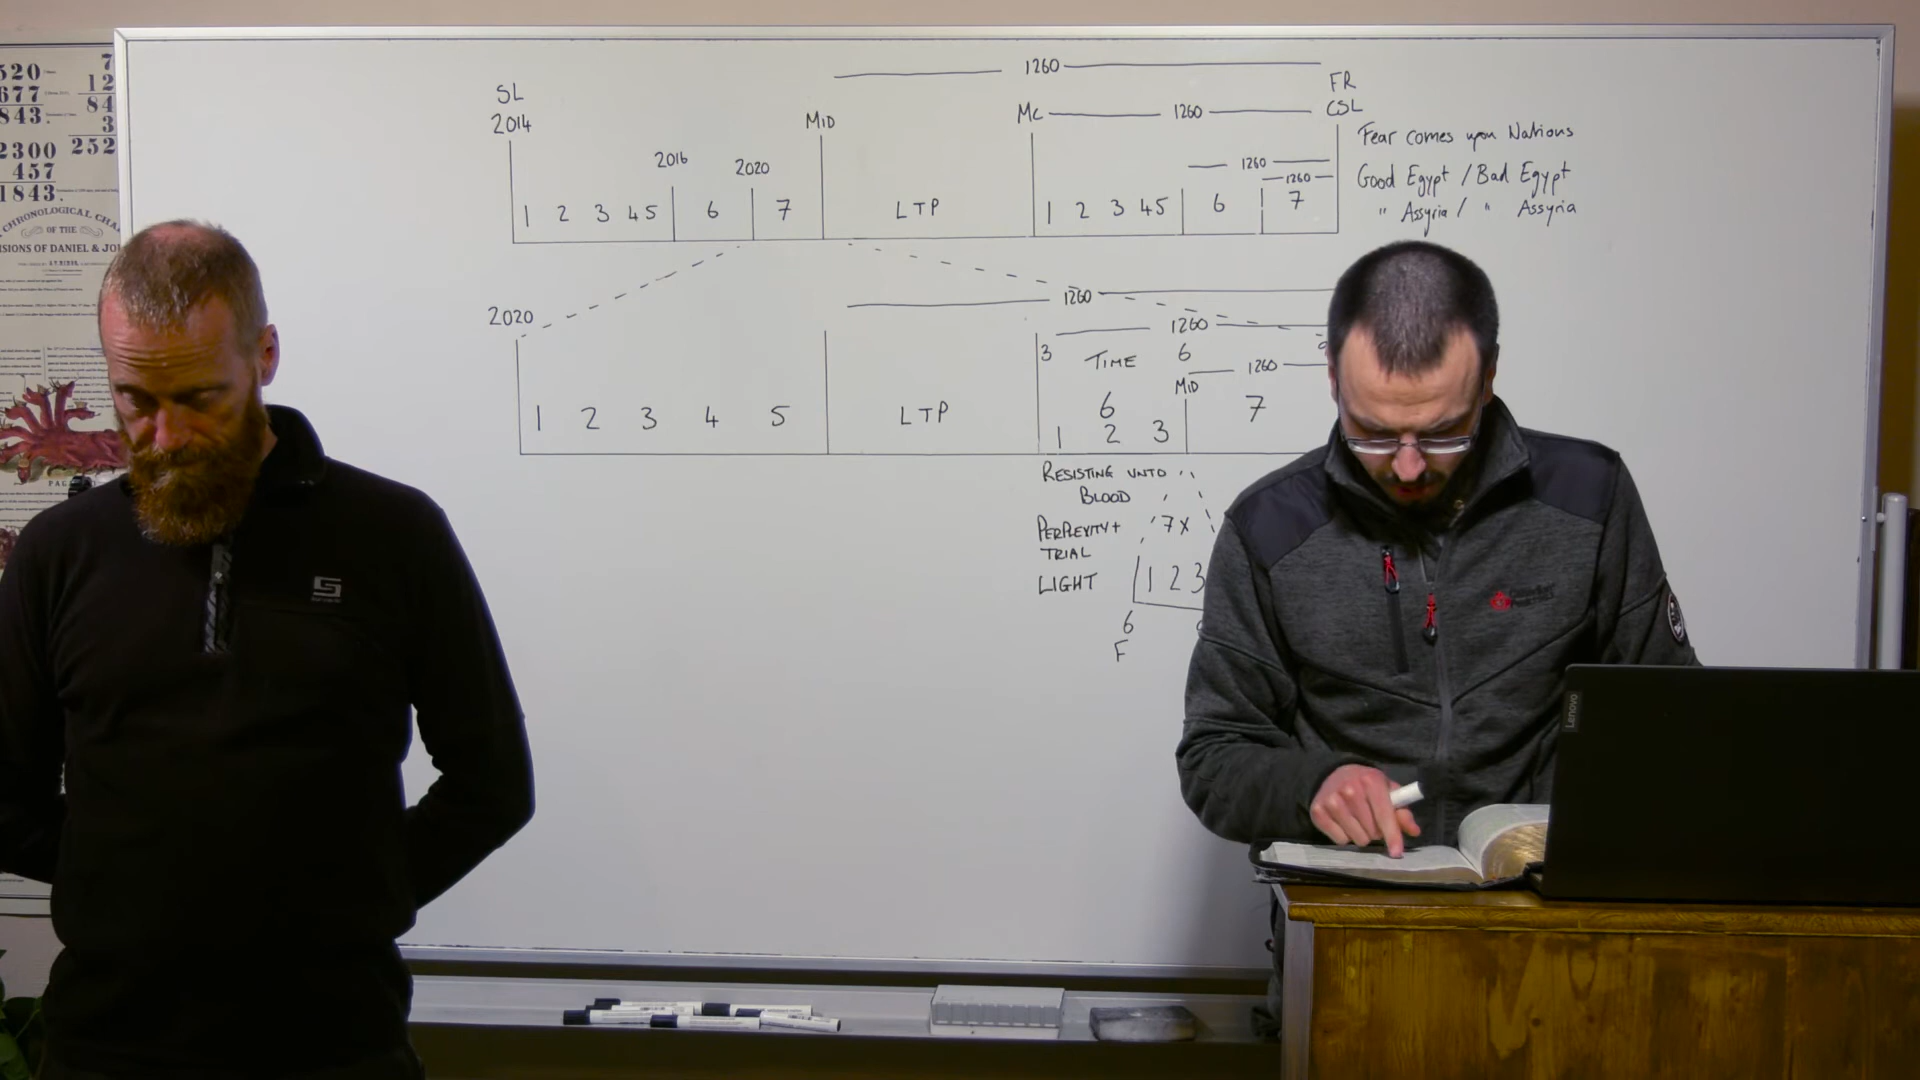 520
677
843.
2300
457
1843.
7
12
84
3
252
CHRONOLOGICAL CHA
OF THE
ISIONS OF DANIEL & JO
PAGA
1260
SL
2014
MID
MC 1260
FR
CSL
2016
2020
1260
1260
1 2 3 4 5 6 7 LTP 1 2 3 4 5 6 7
Fear comes upon Nations
Good Egypt / Bad Egypt
" Assyria / " Assyria
2020
1260
1260
3 TIME 6
MID 1260
1 2 3 4 5 LTP 6 7
1 2 3
RESISTING UNTO
BLOOD
PERPLEXITY +
TRIAL
7X
LIGHT
1 2 3
6
F
Lenovo